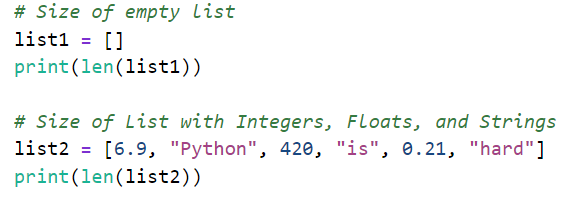 # Size of empty list
list1 = []
print(len(list1))
# Size of List with Integers, Floats, and Strings
list2 = [6.9, "Python", 420, "is", 0.21, "hard"]
print(len(list2))